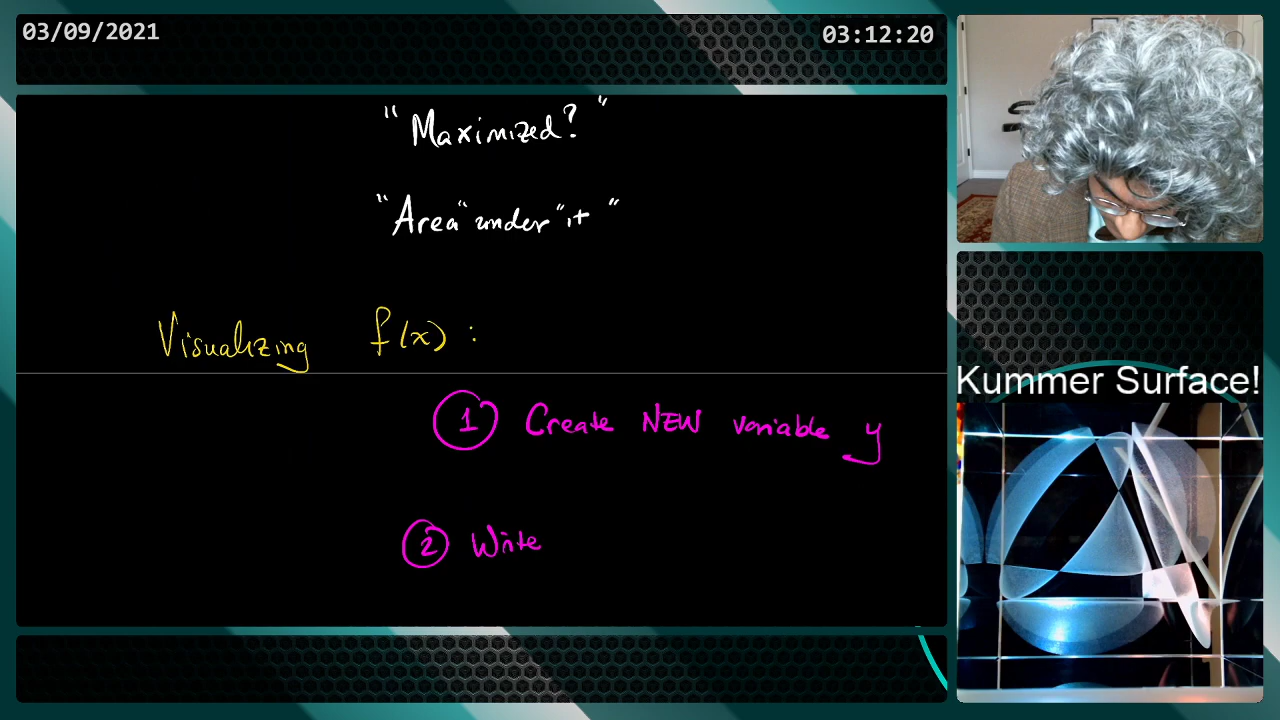 03/09/2021
03:12:20
"Maximized?"
"Area" under "it"
Visualizing f(x) :
1 Create NEW variable y
2 Write
Kummer Surface!